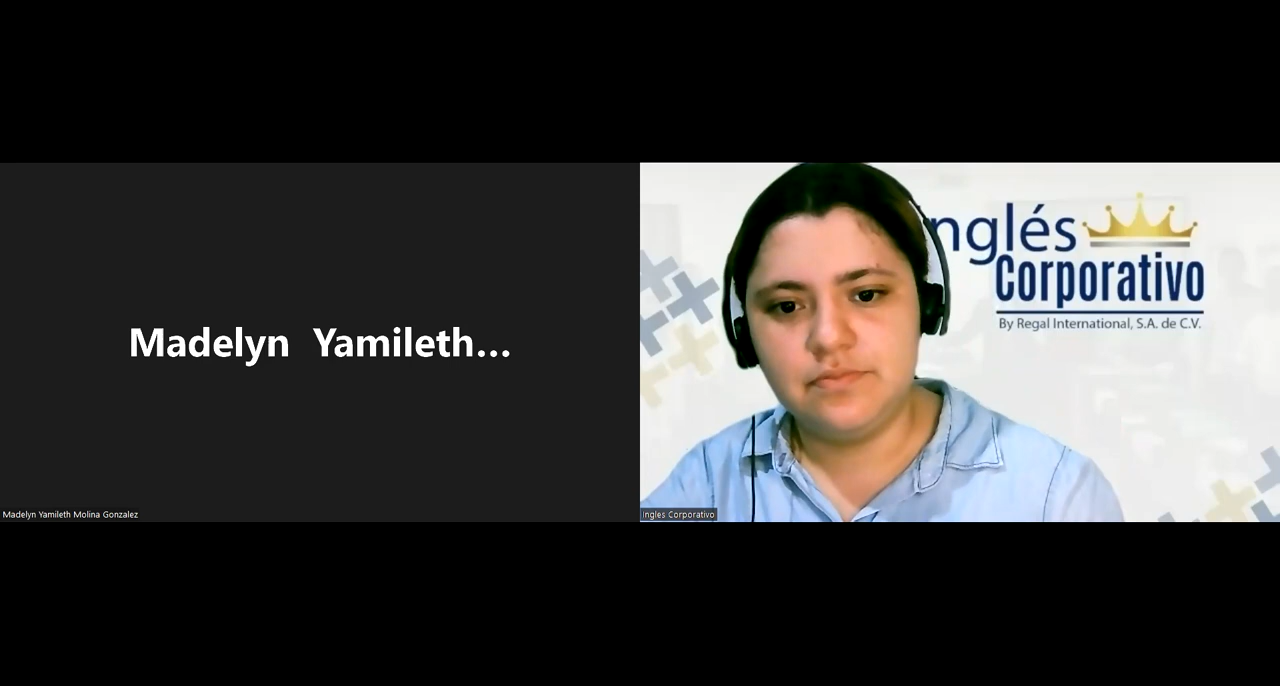 Madelyn Yamileth...
Madelyn Yamileth Molina Gonzalez
nglés
Corporativo
By Regal International, S.A. de C.V.
Ingles Corporativo